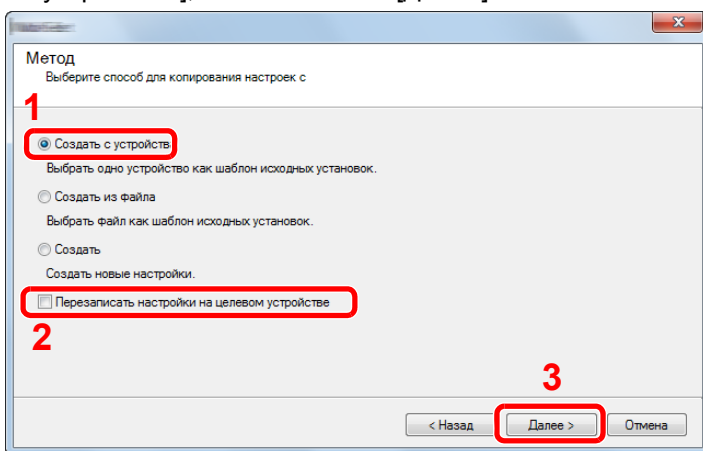 Метод
Выберите способ для копирования настроек с
1
Создать с устройств
Выбрать одно устройство как шаблон исходных установок.
Создать из файла
Выбрать файл как шаблон исходных установок.
Создать
Создать новые настройки.
Перезаписать настройки на целевом устройстве
2
3
< Назад
Далее >
Отмена